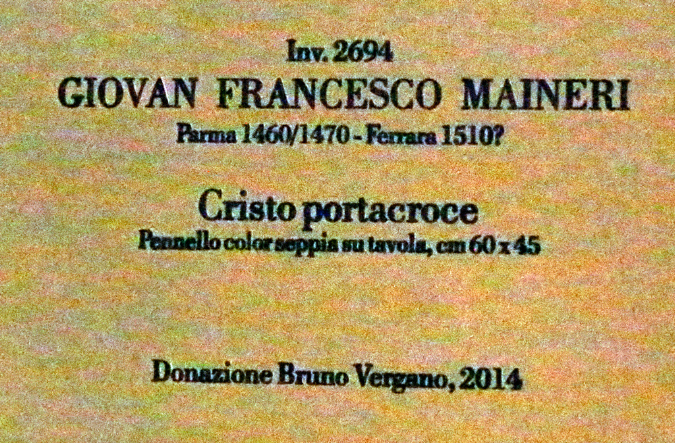 Inv. 2694
GIOVAN FRANCESCO MAINERI
Parma 1460/1470 - Ferrara 1510?
Cristo portacroce
Pennello color seppia su tavola, cm 60 x 45
Donazione Bruno Vergano, 2014